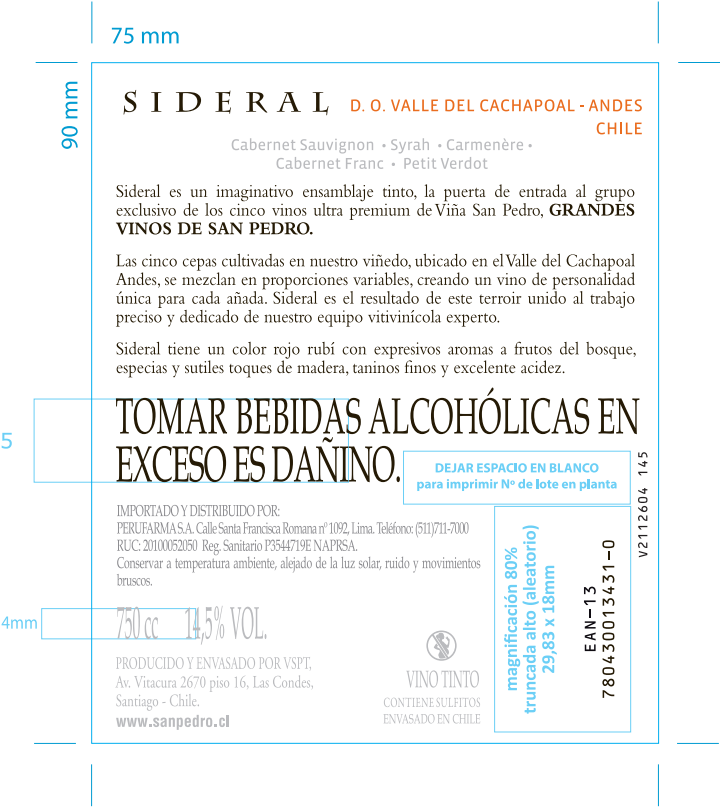 75 mm
90 mm
SIDERAL D. O. VALLE DEL CACHAPOAL - ANDES
CHILE
Cabernet Sauvignon • Syrah • Carmenère •
Cabernet Franc • Petit Verdot
Sideral es un imaginativo ensamblaje tinto, la puerta de entrada al grupo
exclusivo de los cinco vinos ultra premium de Viña San Pedro, GRANDES
VINOS DE SAN PEDRO.
Las cinco cepas cultivadas en nuestro viñedo, ubicado en el Valle del Cachapoal
Andes, se mezclan en proporciones variables, creando un vino de personalidad
única para cada añada. Sideral es el resultado de este terroir unido al trabajo
preciso y dedicado de nuestro equipo vitivinícola experto.
Sideral tiene un color rojo rubí con expresivos aromas a frutos del bosque,
especias y sutiles toques de madera, taninos finos y excelente acidez.
5
TOMAR BEBIDAS ALCOHÓLICAS EN
EXCESO ES DAÑINO.
DEJAR ESPACIO EN BLANCO
para imprimir Nº de lote en planta
V2112604 145
IMPORTADO Y DISTRIBUIDO POR:
PERUFARMA S.A. Calle Santa Francisca Romana nº 1092, Lima. Teléfono: (511)711-7000
RUC: 20100052050 Reg. Sanitario P3544719E NAPRSA.
Conservar a temperatura ambiente, alejado de la luz solar, ruido y movimientos
bruscos.
4mm
750 cc 14,5% VOL.
PRODUCIDO Y ENVASADO POR VSPT,
Av. Vitacura 2670 piso 16, Las Condes,
Santiago - Chile.
www.sanpedro.cl
VINO TINTO
CONTIENE SULFITOS
ENVASADO EN CHILE
magnificación 80%
truncada alto (aleatorio)
29,83 x 18mm
EAN-13
780430013431-0